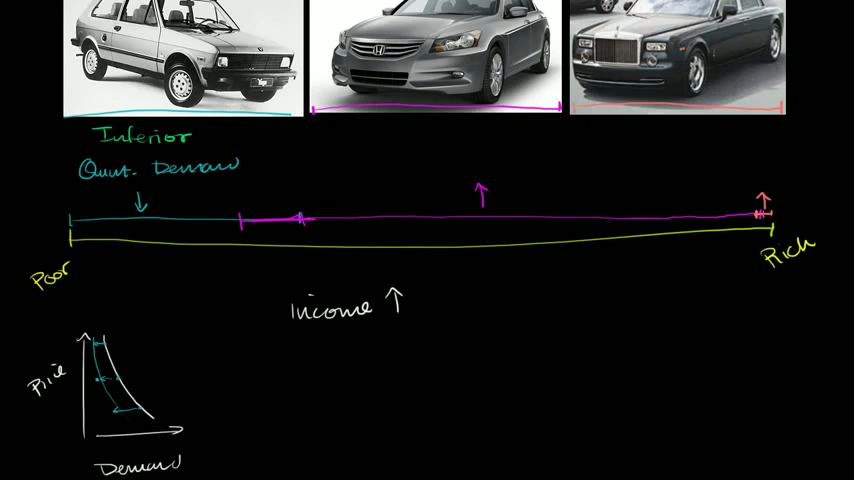 Inferior
Quant. Demand
Poor
Rich
Income
Price
Demand